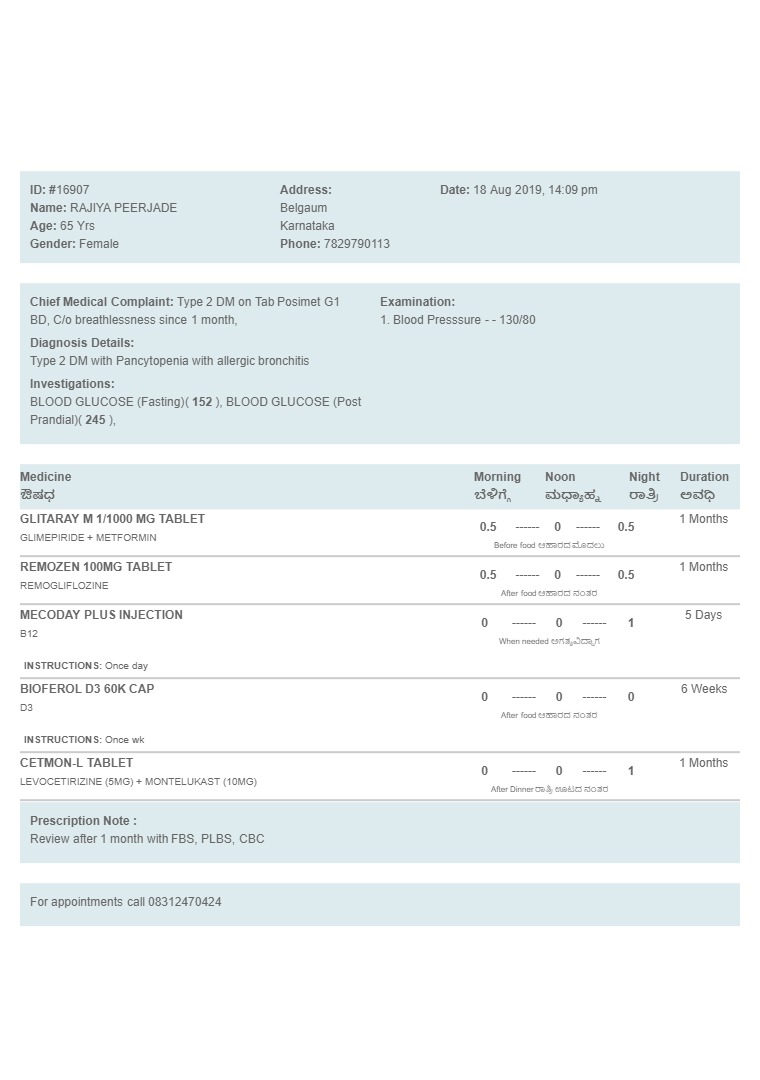 ID: #16907
Name: RAJIYA PEERJADE
Age: 65 Yrs
Gender: Female
Address:
Belgaum
Karnataka
Phone: 7829790113
Date: 18 Aug 2019, 14:09 pm
Chief Medical Complaint: Type 2 DM on Tab Posimet G1
BD, C/o breathlessness since 1 month,
Diagnosis Details:
Type 2 DM with Pancytopenia with allergic bronchitis
Investigations:
BLOOD GLUCOSE (Fasting)( 152 ), BLOOD GLUCOSE (Post
Prandial)( 245 ),
Examination:
1. Blood Presssure - - 130/80
Medicine Morning Noon Night Duration
ಔಷಧ ಬೆಳಿಗ್ಗೆ ಮಧ್ಯಾಹ್ನ ರಾತ್ರಿ ಅವಧಿ
GLITARAY M 1/1000 MG TABLET 0.5 ------ 0 ------ 0.5 1 Months
GLIMEPIRIDE + METFORMIN Before food ಆಹಾರದ ಮೊದಲು
REMOZEN 100MG TABLET 0.5 ------ 0 ------ 0.5 1 Months
REMOGLIFLOZINE After food ಆಹಾರದ ನಂತರ
MECODAY PLUS INJECTION 0 ------ 0 ------ 1 5 Days
B12 When needed ಅಗತ್ಯವಿದ್ದಾಗ
INSTRUCTIONS: Once day
BIOFEROL D3 60K CAP 0 ------ 0 ------ 0 6 Weeks
D3 After food ಆಹಾರದ ನಂತರ
INSTRUCTIONS: Once wk
CETMON-L TABLET 0 ------ 0 ------ 1 1 Months
LEVOCETIRIZINE (5MG) + MONTELUKAST (10MG) After Dinner ರಾತ್ರಿ ಊಟದ ನಂತರ
Prescription Note :
Review after 1 month with FBS, PLBS, CBC
For appointments call 08312470424